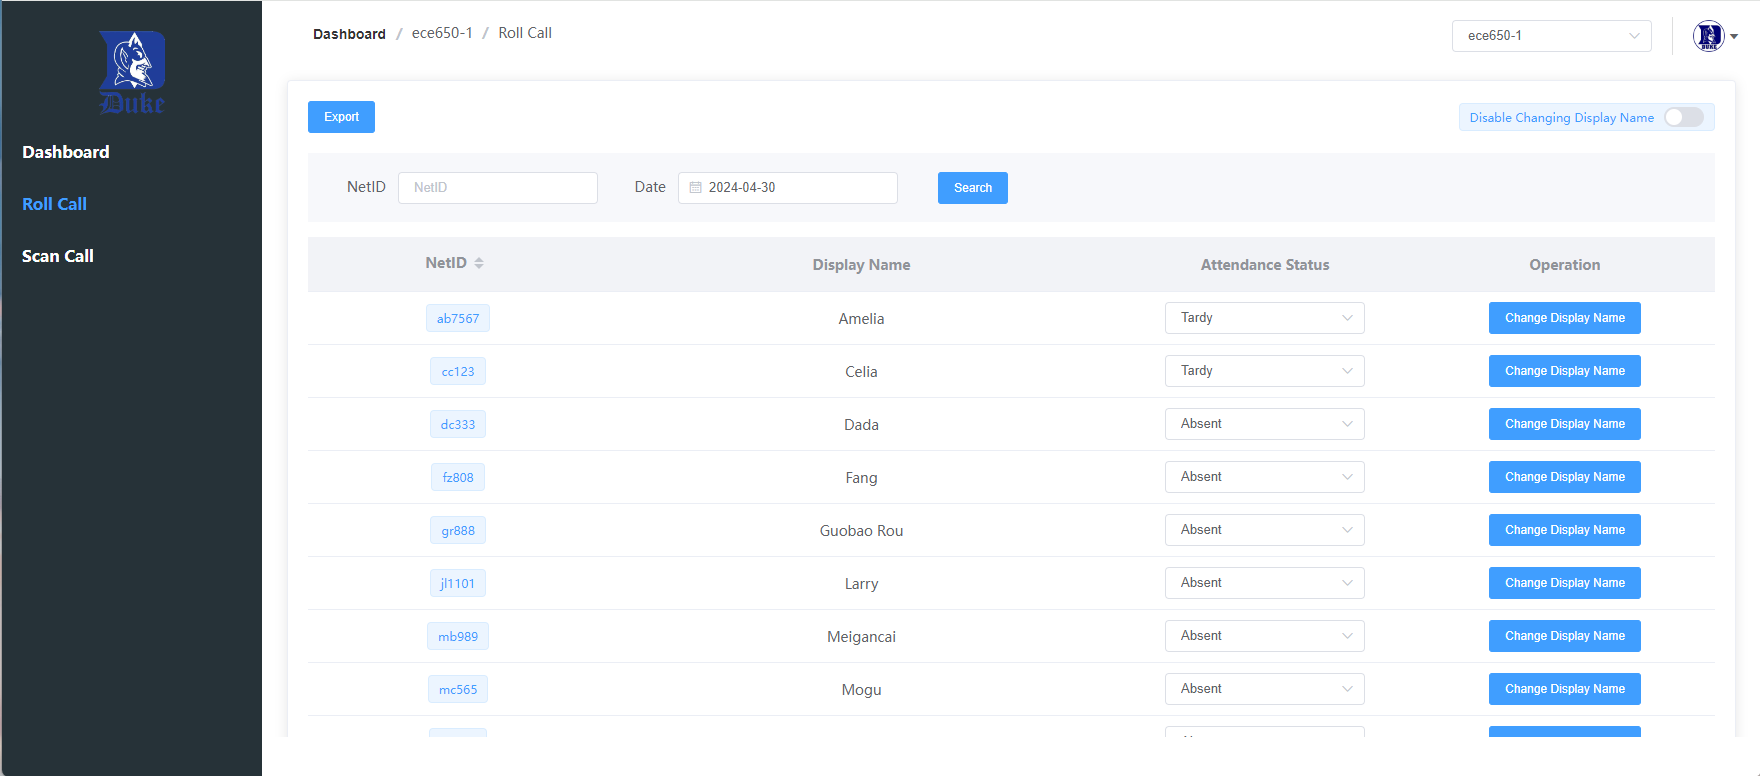 Duke
Dashboard
Roll Call
Scan Call
Dashboard / ece650-1 / Roll Call
ece650-1
DUKE
Export
Disable Changing Display Name
NetID NetID Date 2024-04-30 Search
NetID Display Name Attendance Status Operation
ab7567 Amelia Tardy Change Display Name
cc123 Celia Tardy Change Display Name
dc333 Dada Absent Change Display Name
fz808 Fang Absent Change Display Name
gr888 Guobao Rou Absent Change Display Name
jl1101 Larry Absent Change Display Name
mb989 Meigancai Absent Change Display Name
mc565 Mogu Absent Change Display Name